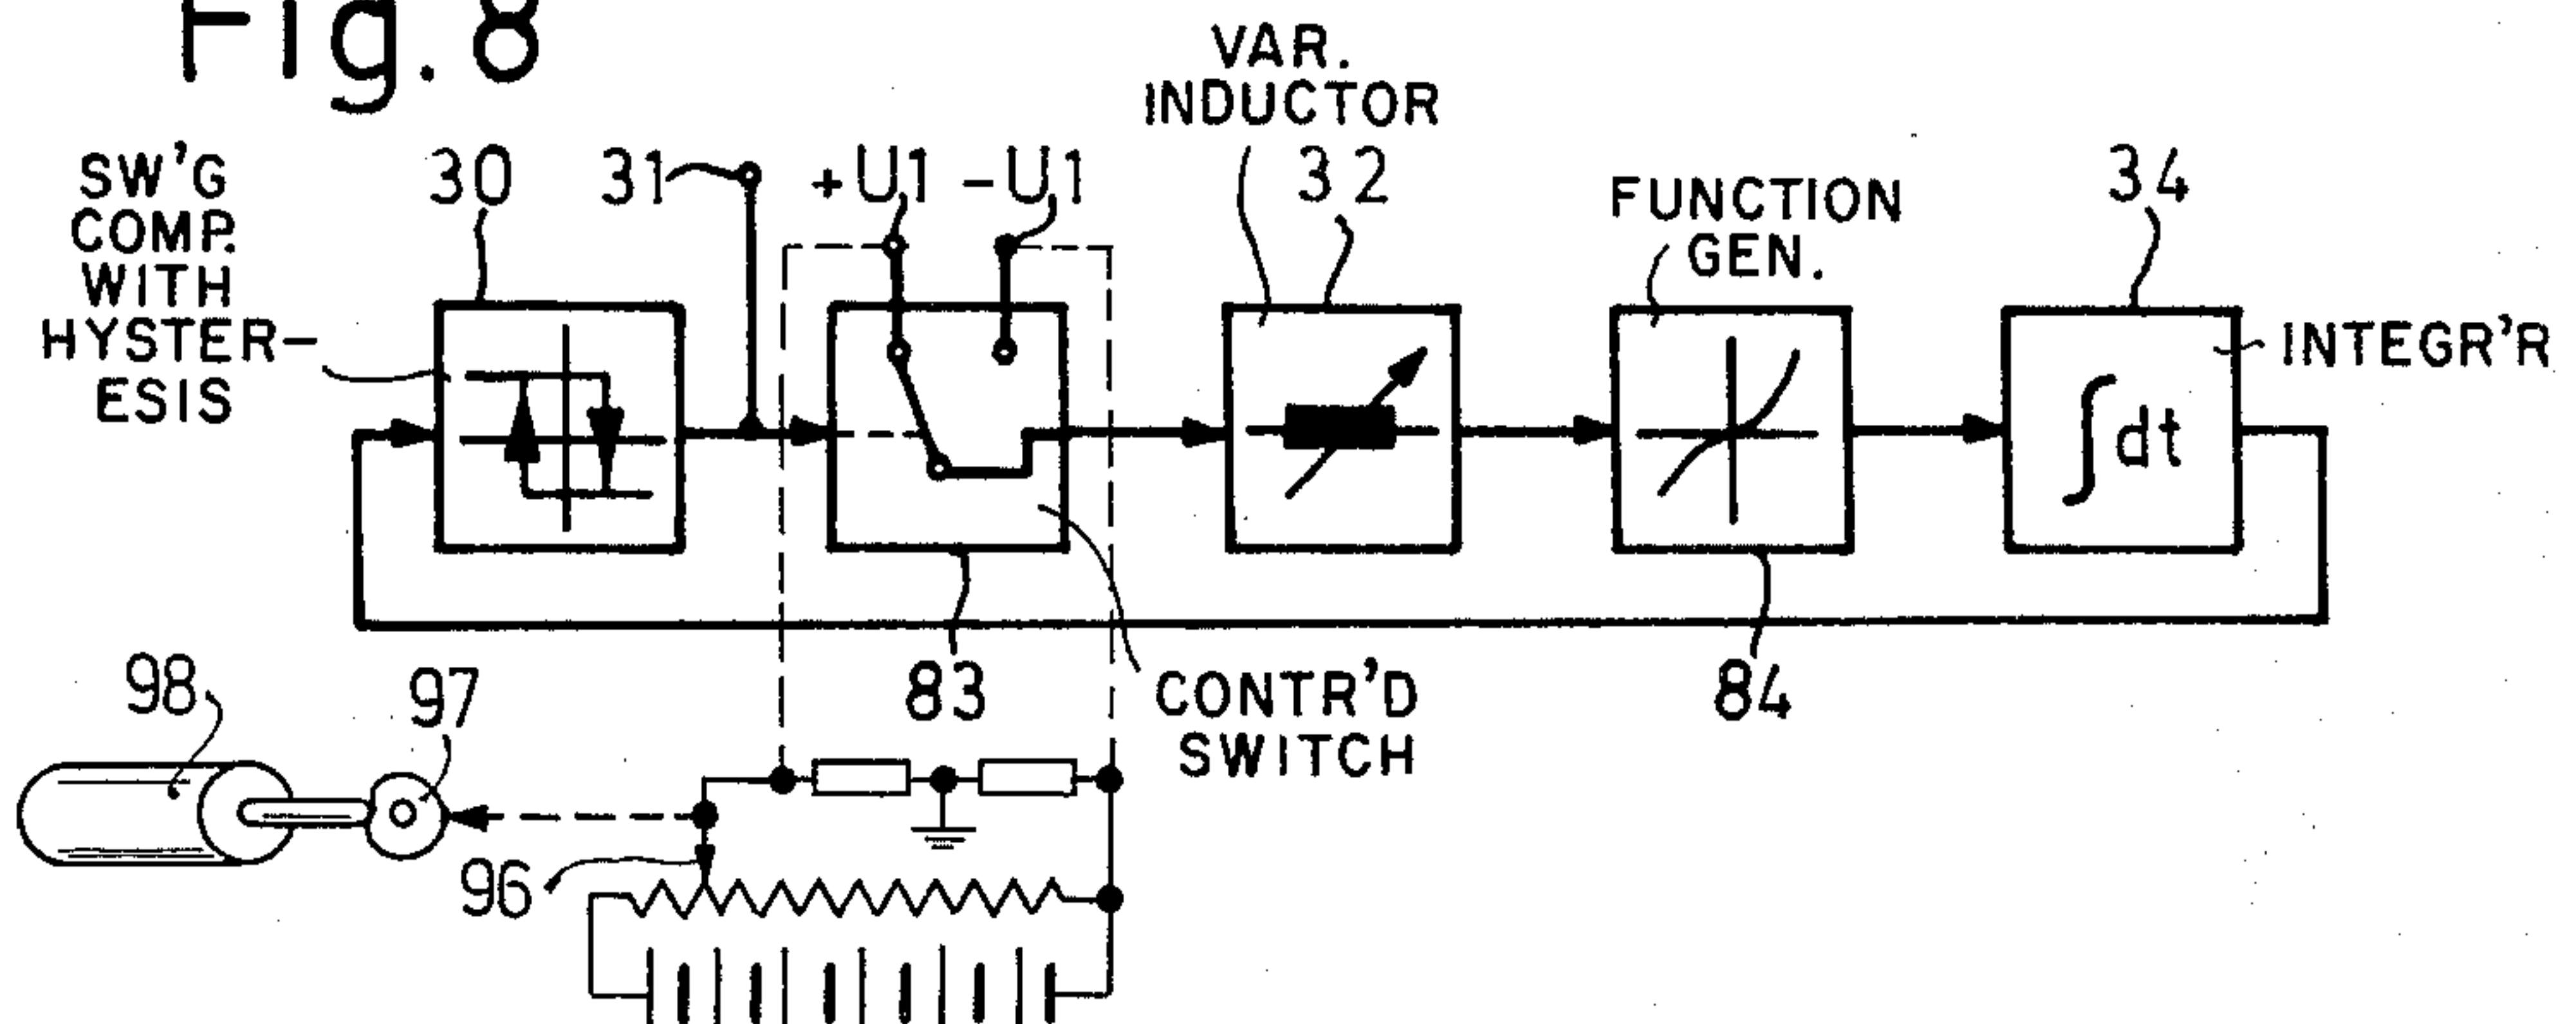 Fig. 8
SW'G
COMP.
WITH
HYSTER-
ESIS
30
31
+U1
-U1
VAR.
INDUCTOR
32
FUNCTION
GEN.
34
INTEGR'R
∫dt
83
CONTR'D
SWITCH
84
98
97
96